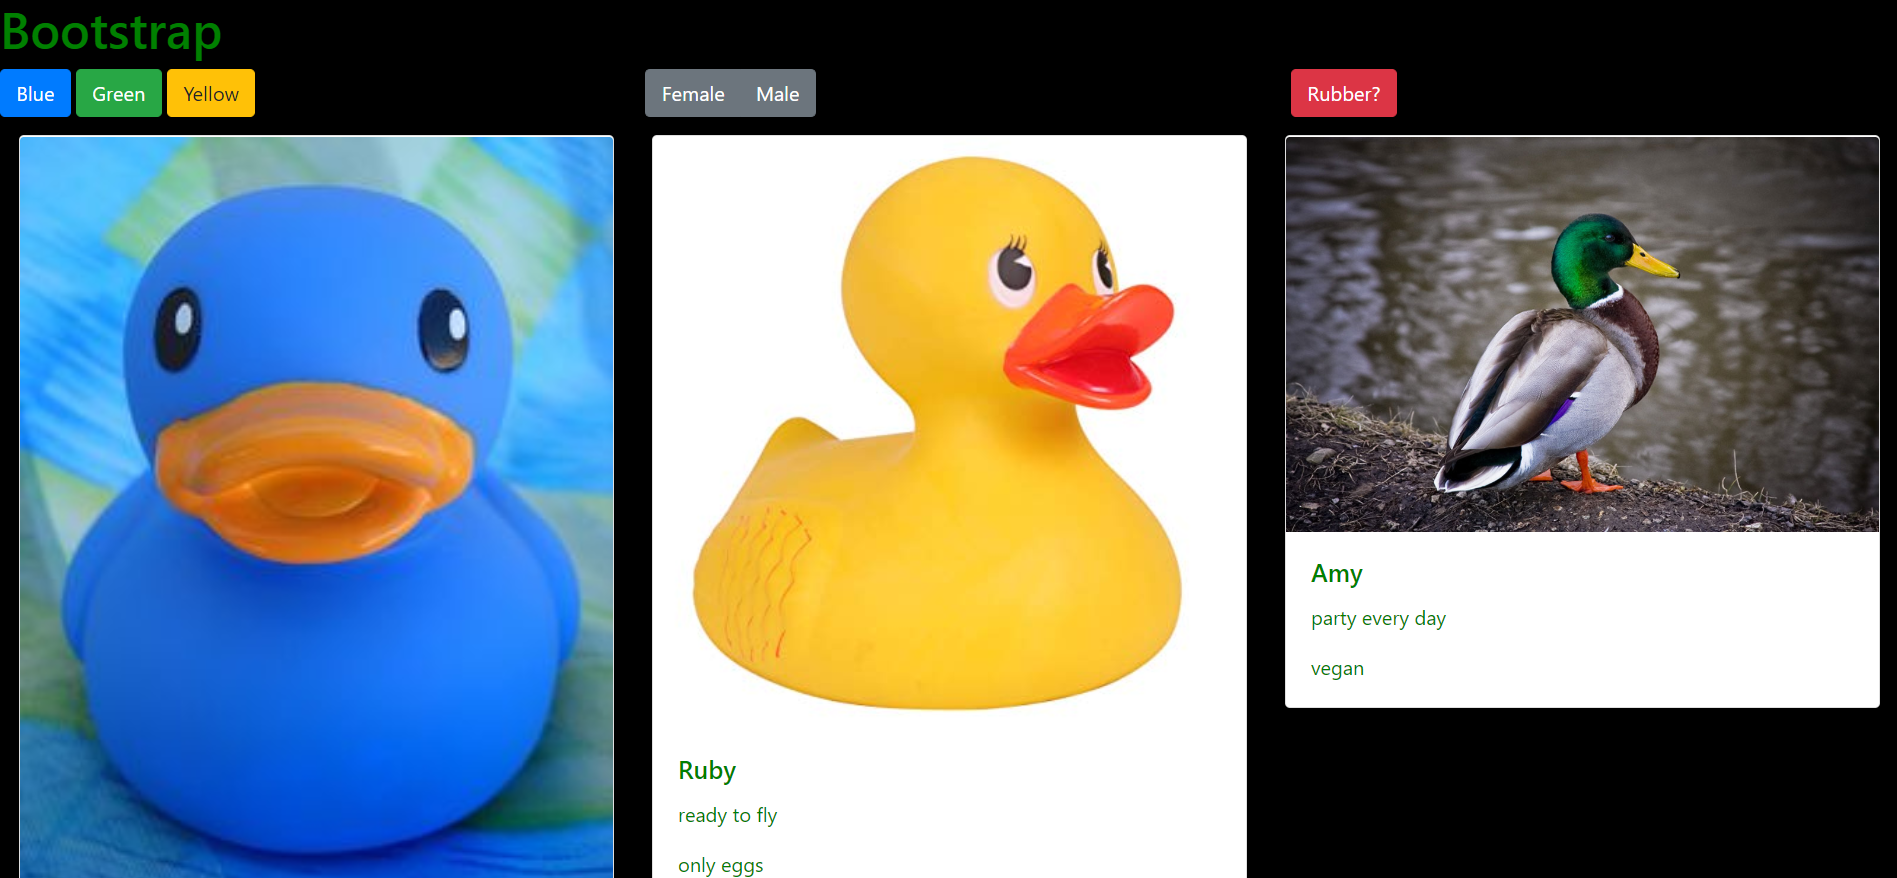 Bootstrap
Blue Green Yellow Female Male Rubber?
Ruby
ready to fly
only eggs
Amy
party every day
vegan